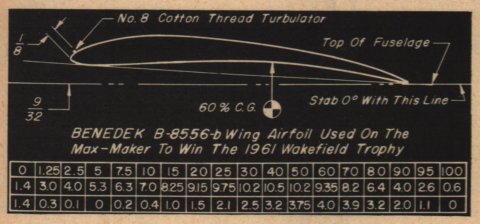 No. 8 Cotton Thread Turbulator
1/8
Top Of Fuselage
9/32
60% C.G.
Stab 0° With This Line
BENEDEK B-8556-b Wing Airfoil Used On The
Max-Maker To Win The 1961 Wakefield Trophy
0 1.25 2.5 5 7.5 10 15 20 25 30 40 50 60 70 80 90 95 100
1.4 3.0 4.0 5.3 6.3 7.0 8.25 9.15 9.75 10.2 10.5 10.2 9.35 8.2 6.4 4.0 2.6 0.6
1.4 0.3 0.1 0 0.2 0.4 1.0 1.5 2.1 2.5 3.2 3.75 4.0 3.9 3.2 2.0 1.1 0